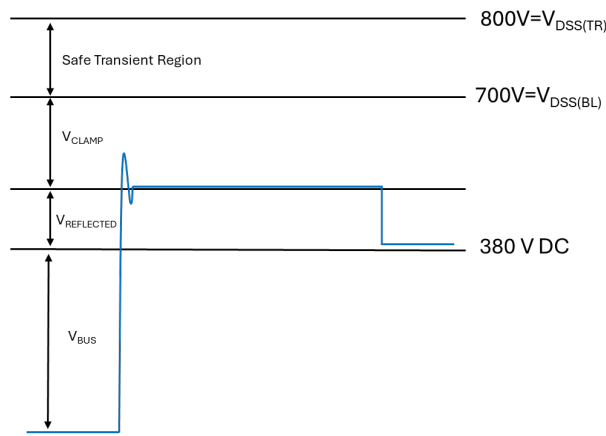 800V=VDSS(TR)
Safe Transient Region
700V=VDSS(BL)
VCLAMP
VREFLECTED
380 V DC
VBUS